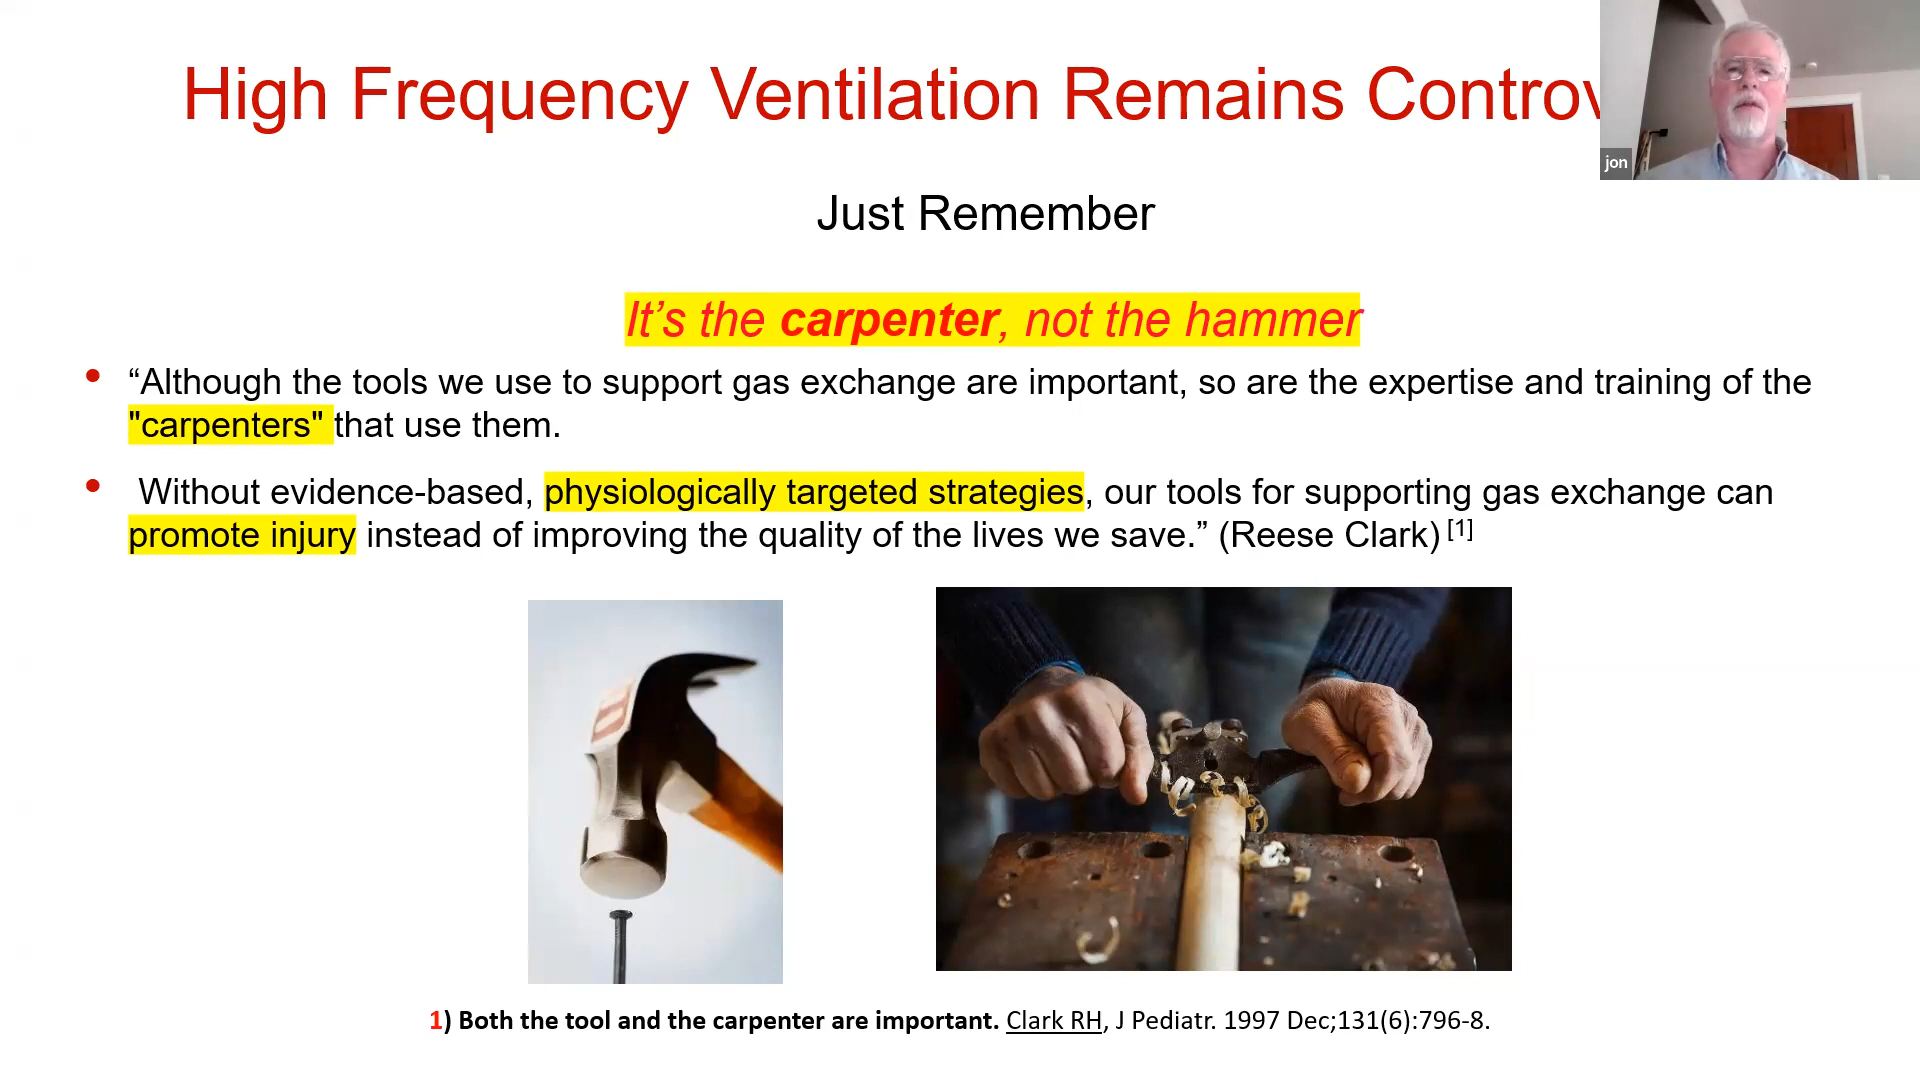 High Frequency Ventilation Remains Controv
jon
Just Remember
It’s the carpenter, not the hammer
• “Although the tools we use to support gas exchange are important, so are the expertise and training of the
"carpenters" that use them.
• Without evidence-based, physiologically targeted strategies, our tools for supporting gas exchange can
promote injury instead of improving the quality of the lives we save.” (Reese Clark) [1]
1) Both the tool and the carpenter are important. Clark RH, J Pediatr. 1997 Dec;131(6):796-8.